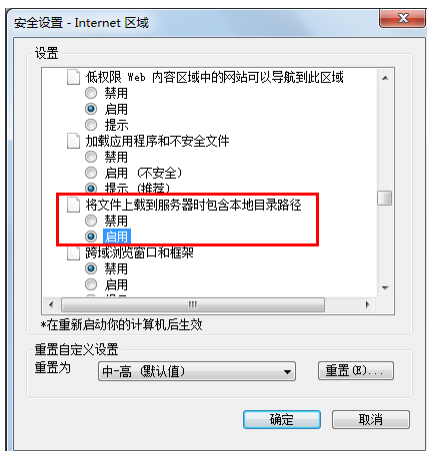 安全设置 - Internet 区域
设置
低权限 Web 内容区域中的网站可以导航到此区域
禁用
启用
提示
加载应用程序和不安全文件
禁用
启用 (不安全)
提示 (推荐)
将文件上载到服务器时包含本地目录路径
禁用
启用
跨域浏览窗口和框架
禁用
启用
*在重新启动你的计算机后生效
重置自定义设置
重置为
中-高 (默认值)
重置(E)...
确定
取消